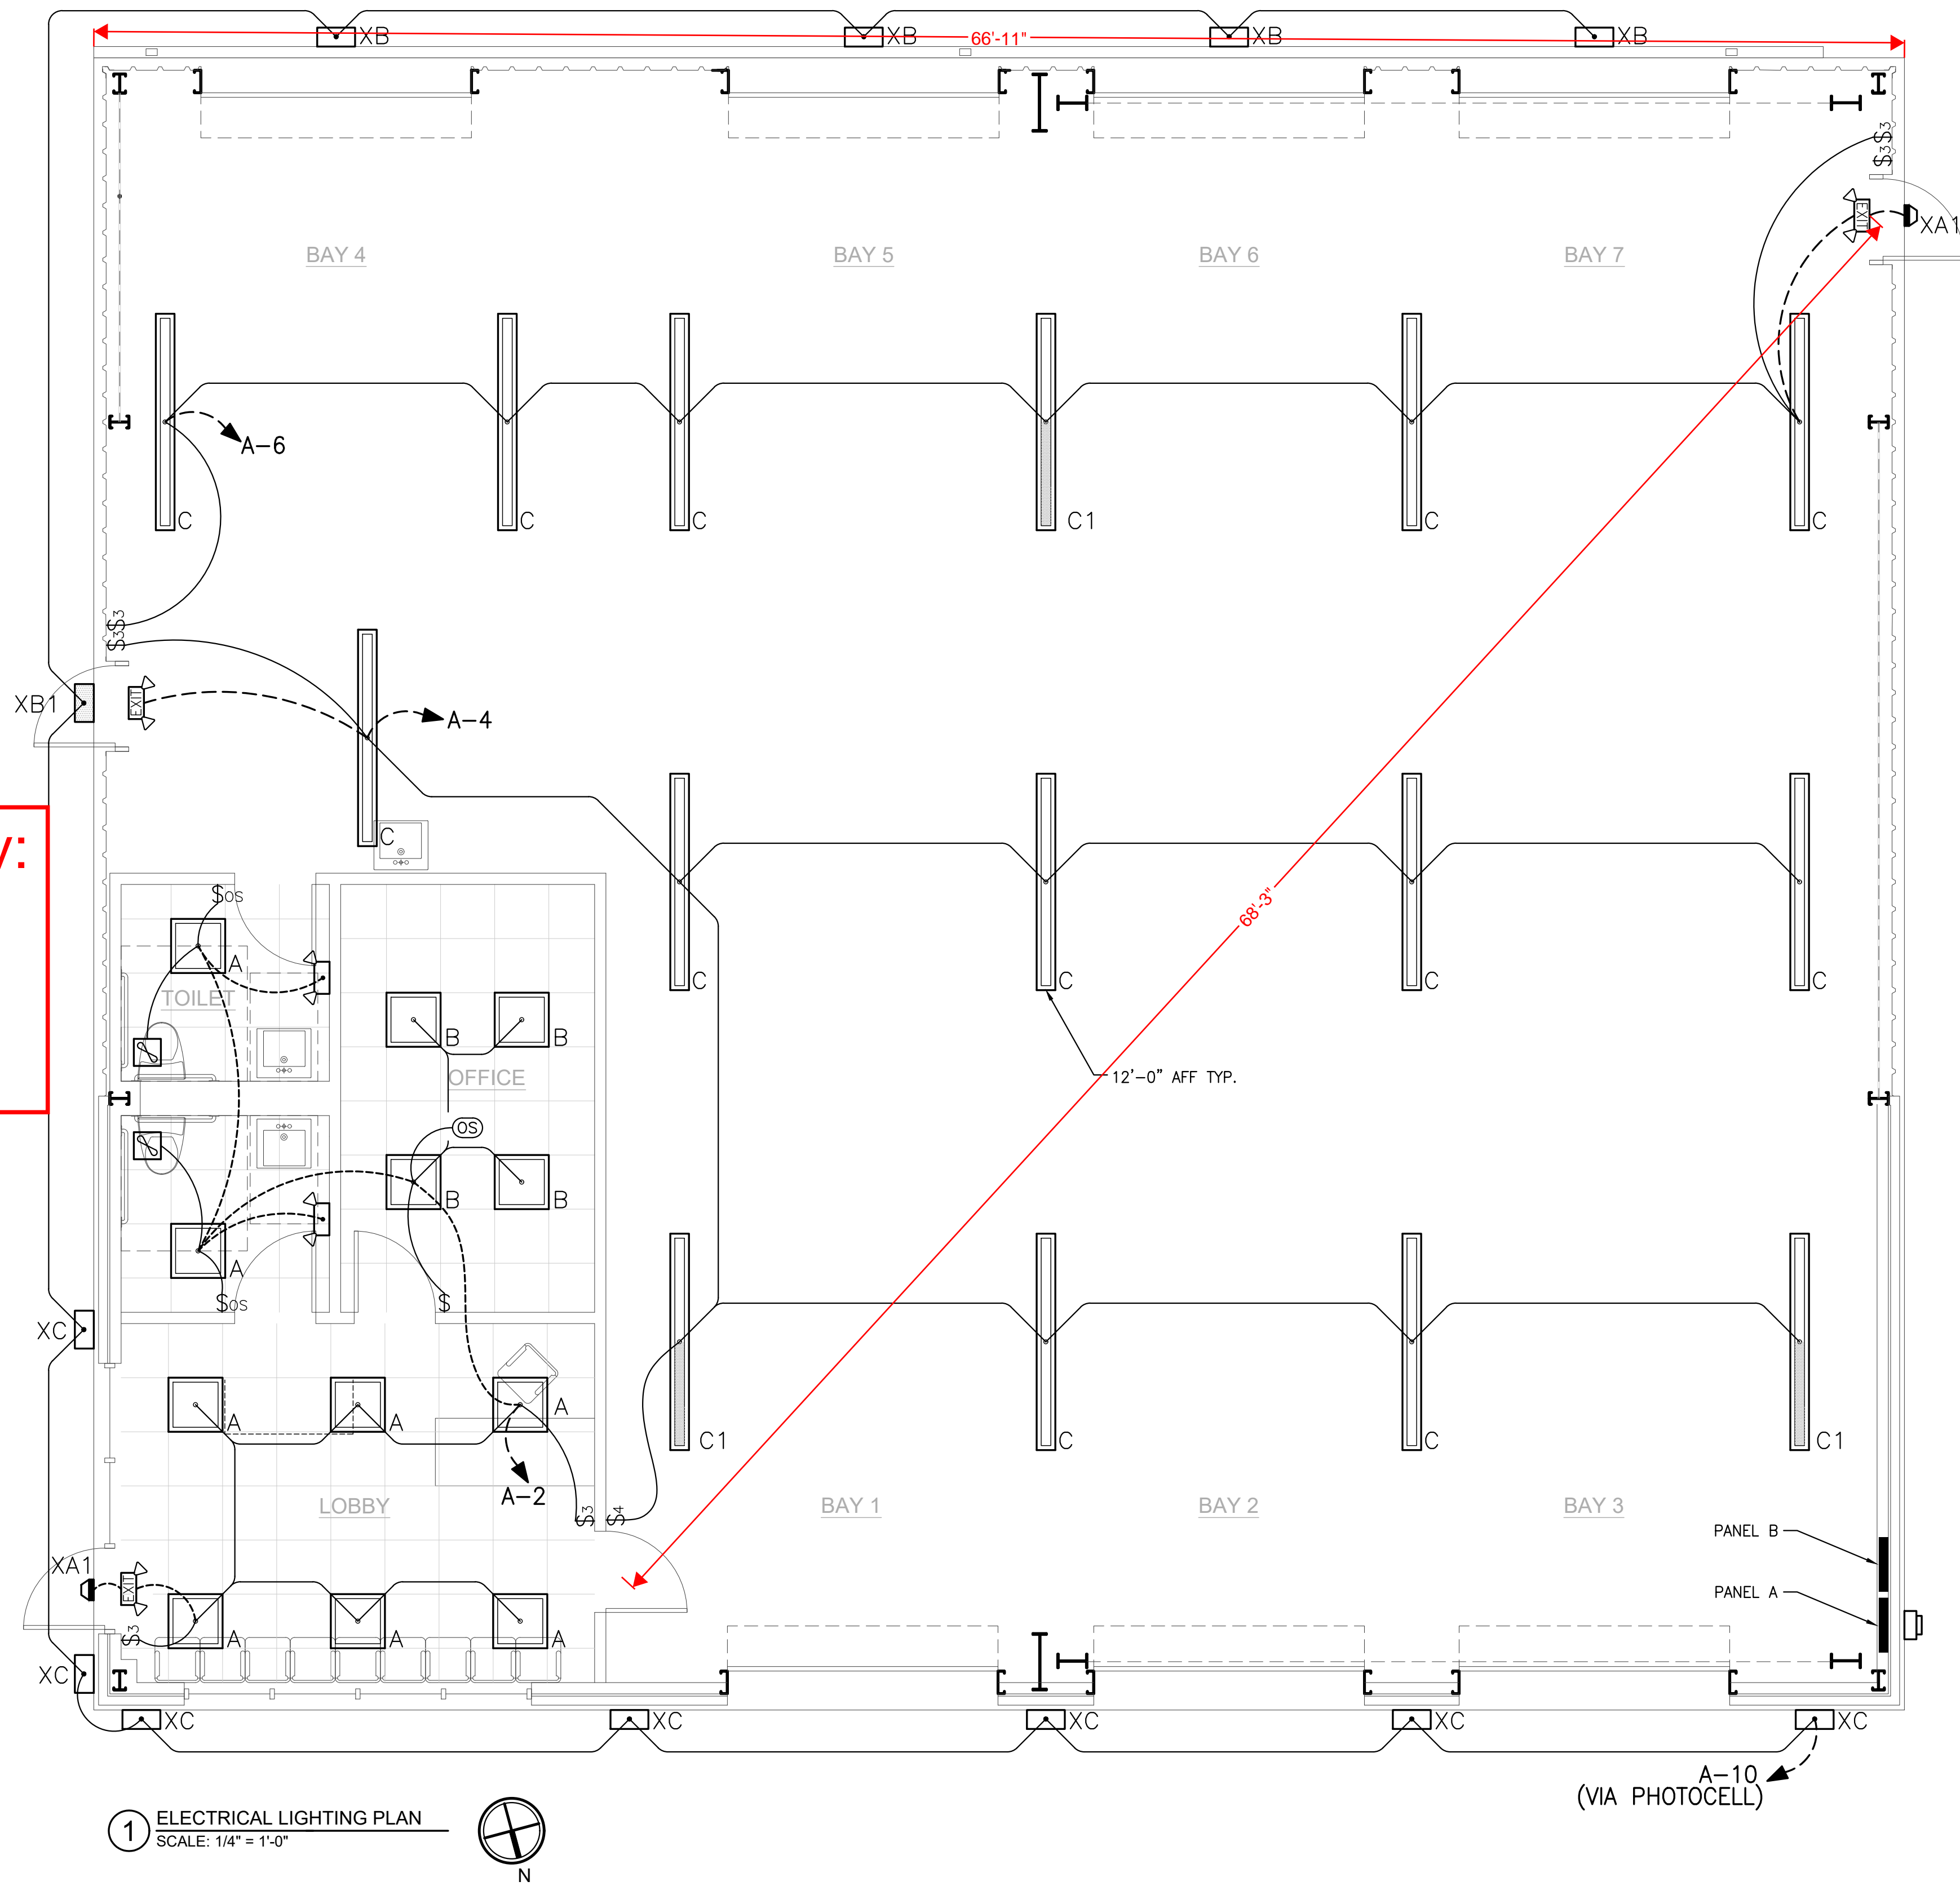 XB
XB
XB
XB
66'-11"
$3
$3
EXIT
XA1
BAY 4
BAY 5
BAY 6
BAY 7
A-6
C
C
C
C1
C
C
$3
$3
XB1
EXIT
A-4
C
y:
$OS
A
TOILET
C
C
C
C
68'-3"
B
B
OFFICE
12'-0" AFF TYP.
OS
B
B
A
$OS
$
XC
A
A
A
C1
C
C
C1
A-2
LOBBY
$3
$4
BAY 1
BAY 2
BAY 3
PANEL B
XA1
EXIT
PANEL A
$3
A
A
A
XC
XC
XC
XC
XC
XC
A-10
(VIA PHOTOCELL)
1
ELECTRICAL LIGHTING PLAN
SCALE: 1/4" = 1'-0"
N